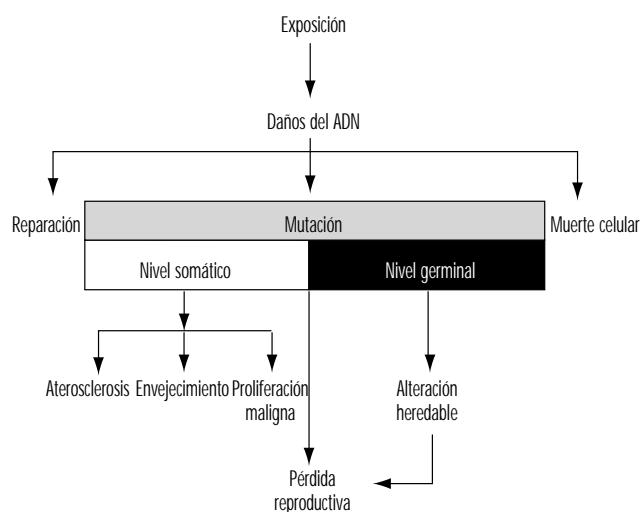 Exposición
Daños del ADN
Reparación
Mutación
Muerte celular
Nivel somático
Nivel germinal
Aterosclerosis
Envejecimiento
Proliferación
maligna
Alteración
heredable
Pérdida
reproductiva